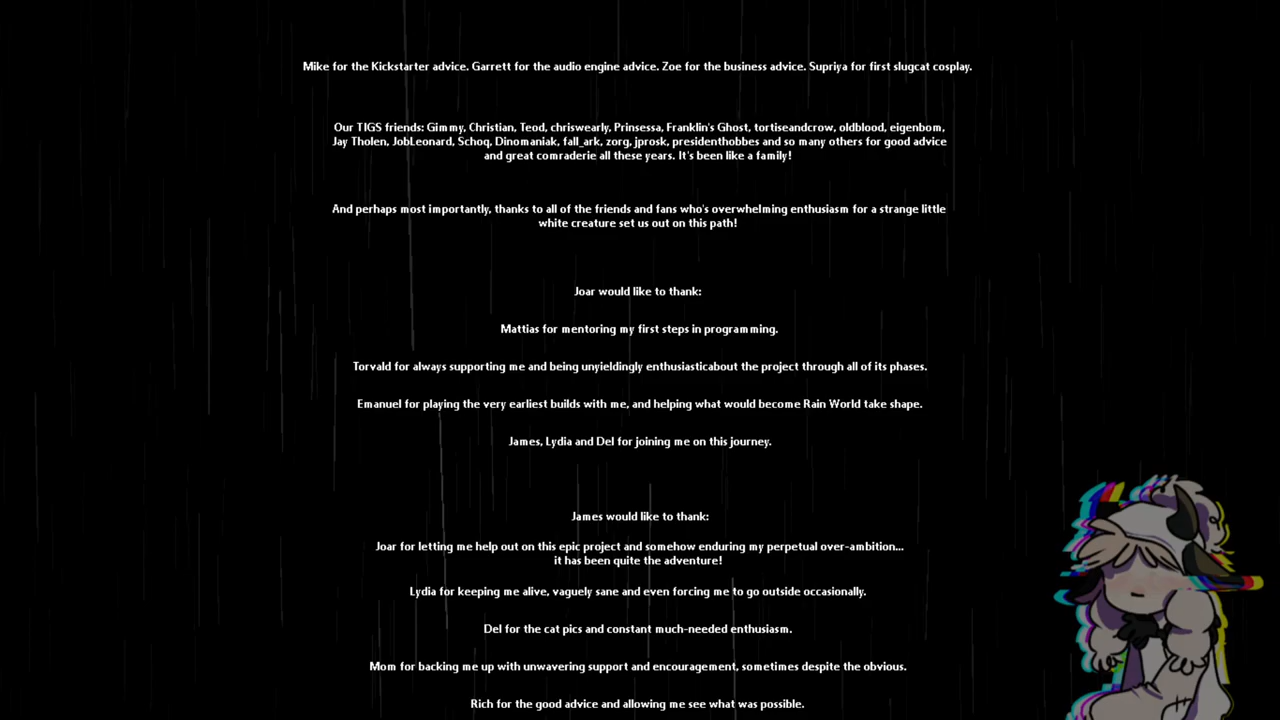 Mike for the Kickstarter advice. Garrett for the audio engine advice. Zoe for the business advice. Supriya for first slugcat cosplay.
Our TIGS friends: Gimmy, Christian, Teod, chriswearly, Prinsessa, Franklin's Ghost, tortiseandcrow, oldblood, eigenbom,
Jay Tholen, JobLeonard, Schoq, Dinomaniak, fall_ark, zorg, jprosk, presidenthobbes and so many others for good advice
and great comraderie all these years. It's been like a family!
And perhaps most importantly, thanks to all of the friends and fans who's overwhelming enthusiasm for a strange little
white creature set us out on this path!
Joar would like to thank:
Mattias for mentoring my first steps in programming.
Torvald for always supporting me and being unyieldingly enthusiasticabout the project through all of its phases.
Emanuel for playing the very earliest builds with me, and helping what would become Rain World take shape.
James, Lydia and Del for joining me on this journey.
James would like to thank:
Joar for letting me help out on this epic project and somehow enduring my perpetual over-ambition...
it has been quite the adventure!
Lydia for keeping me alive, vaguely sane and even forcing me to go outside occasionally.
Del for the cat pics and constant much-needed enthusiasm.
Mom for backing me up with unwavering support and encouragement, sometimes despite the obvious.
Rich for the good advice and allowing me see what was possible.